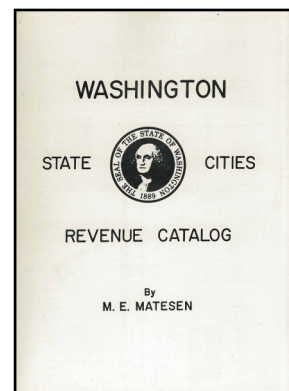 WASHINGTON
STATE CITIES
THE SEAL OF THE STATE OF WASHINGTON
1889
REVENUE CATALOG
By
M. E. MATESEN